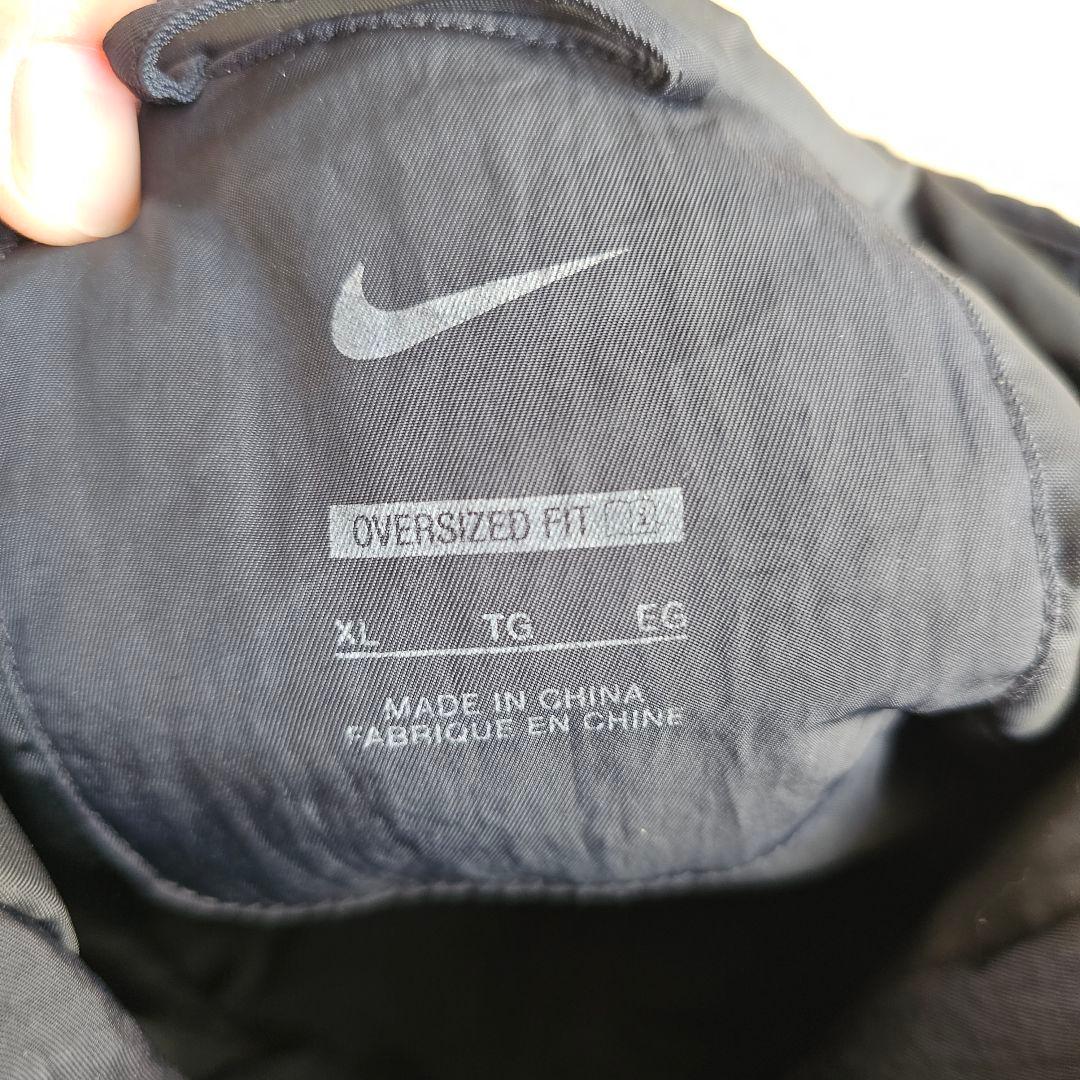 OVERSIZED FIT
XL TG EG
MADE IN CHINA
FABRIQUE EN CHINE